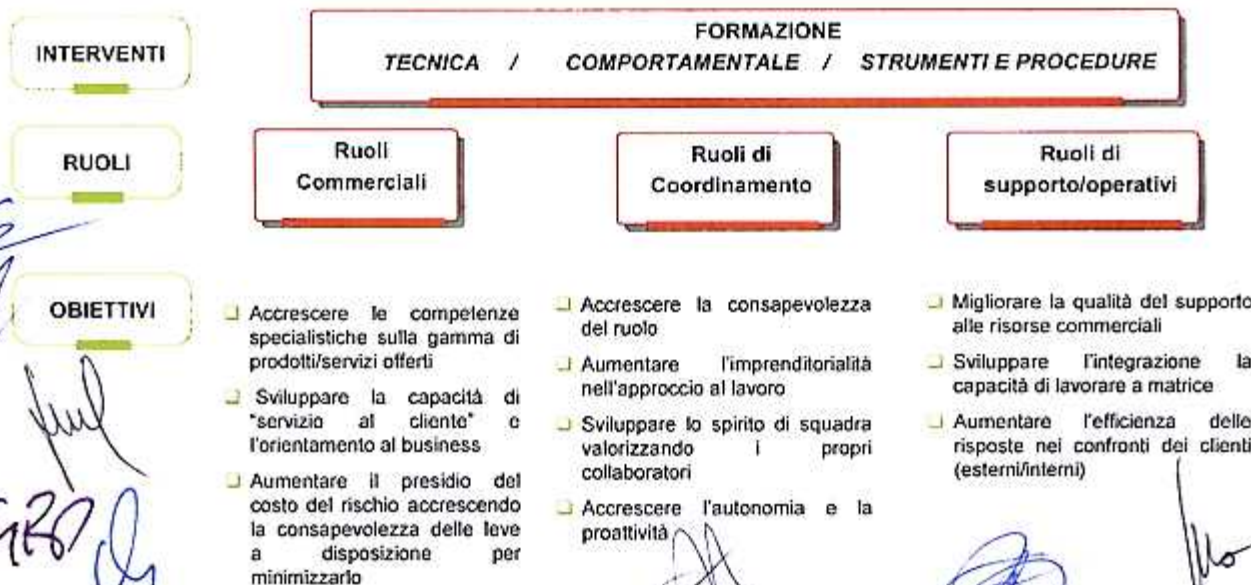 INTERVENTI
FORMAZIONE
TECNICA / COMPORTAMENTALE / STRUMENTI E PROCEDURE
RUOLI
Ruoli
Commerciali
Ruoli di
Coordinamento
Ruoli di
supporto/operativi
OBIETTIVI
Accrescere le competenze
specialistiche sulla gamma di
prodotti/servizi offerti
Sviluppare la capacità di
"servizio al cliente" e
l'orientamento al business
Aumentare il presidio del
costo del rischio accrescendo
la consapevolezza delle leve
a disposizione per
minimizzarlo
Accrescere la consapevolezza
del ruolo
Aumentare l'imprenditorialità
nell'approccio al lavoro
Sviluppare lo spirito di squadra
valorizzando i propri
collaboratori
Accrescere l'autonomia e la
proattività
Migliorare la qualità del supporto
alle risorse commerciali
Sviluppare l'integrazione la
capacità di lavorare a matrice
Aumentare l'efficienza delle
risposte nei confronti dei clienti
(esterni/interni)